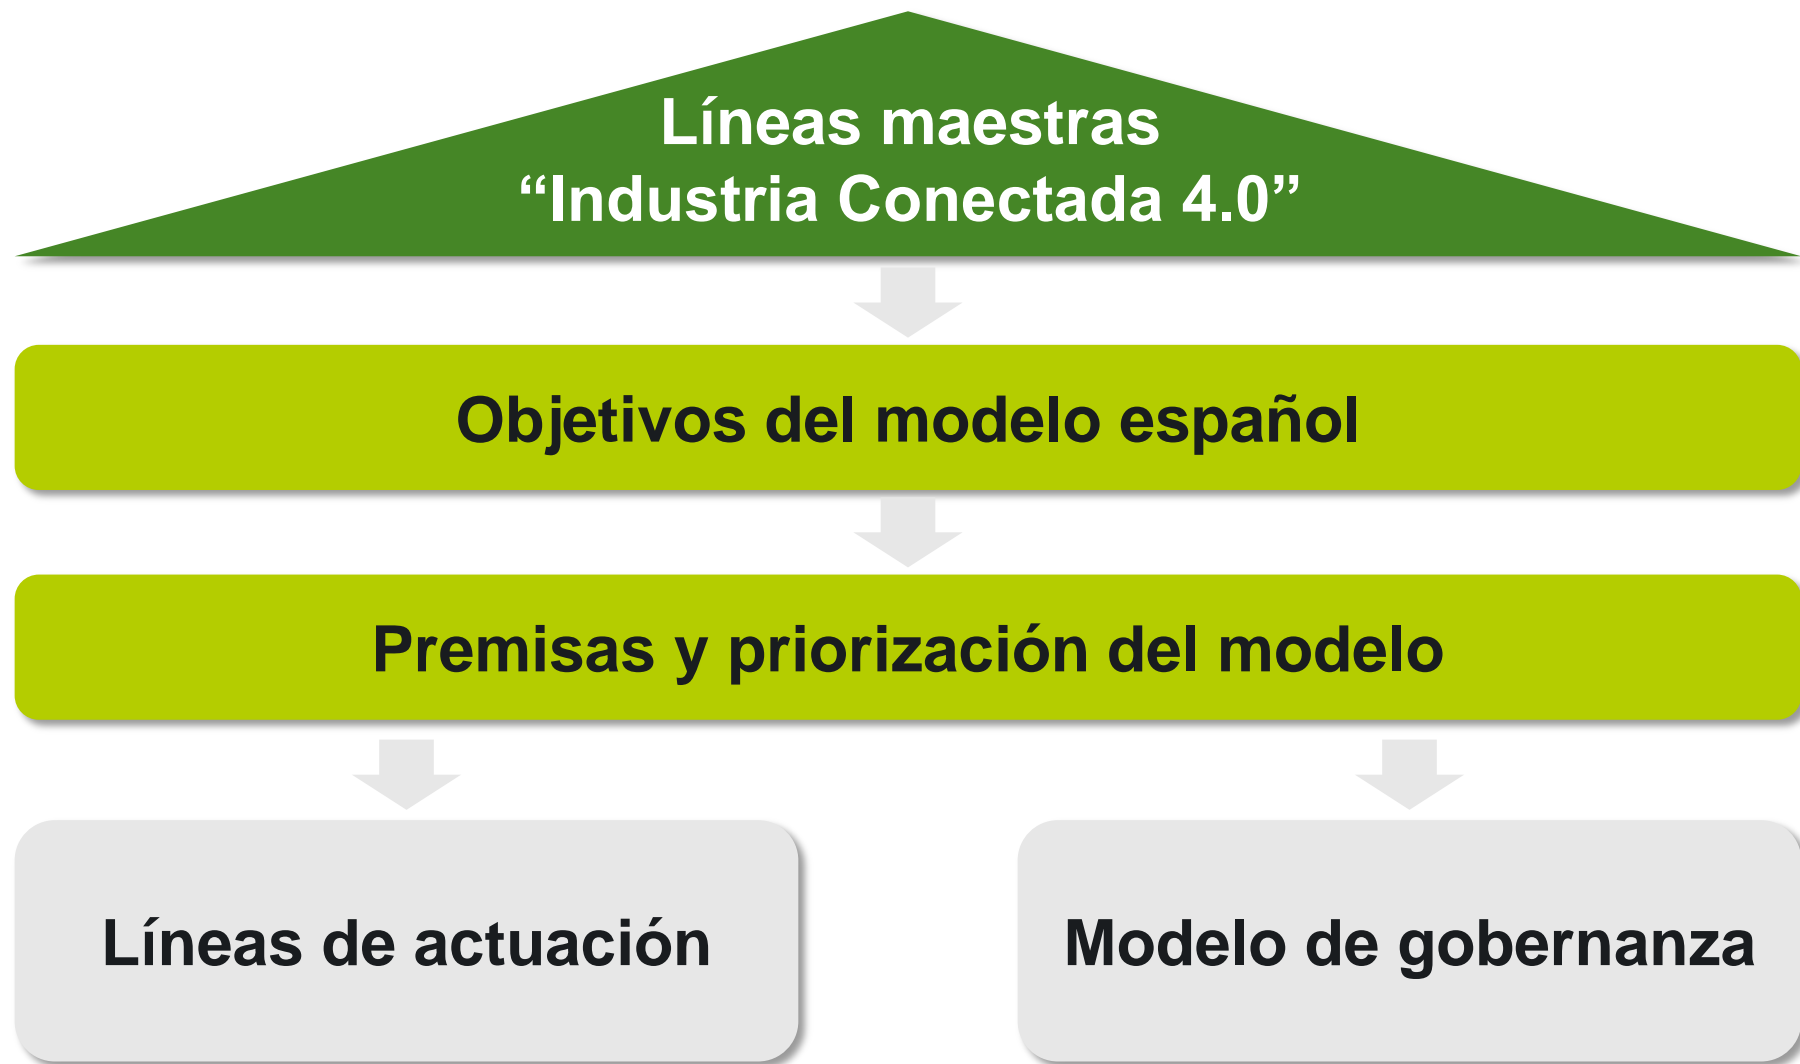 Líneas maestras
“Industria Conectada 4.0”
Objetivos del modelo español
Premisas y priorización del modelo
Líneas de actuación
Modelo de gobernanza